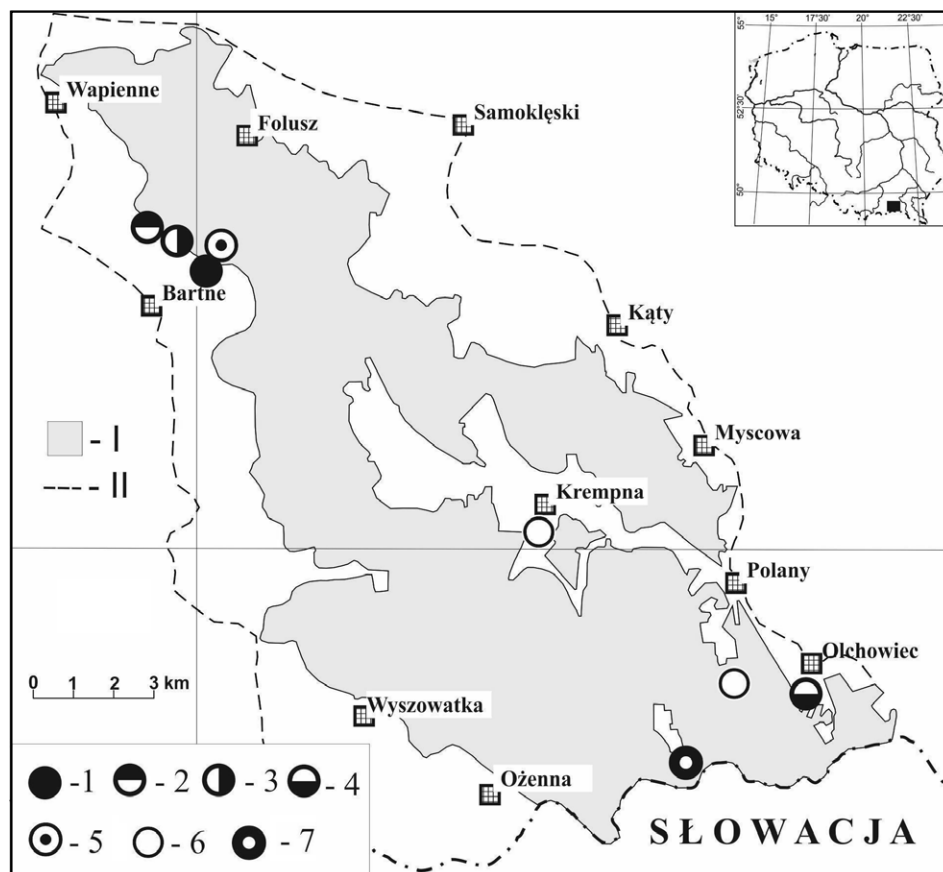 15° 17°30' 20° 22°30'
55°
52°30'
50°
Wapienne
Folusz
Samoklęski
Bartne
Kąty
Myscowa
Krempna
Polany
Olchowiec
Wyszowatka
Ożenna
SŁOWACJA
- I
- II
0 1 2 3 km
- 1 - 2 - 3 - 4
- 5 - 6 - 7